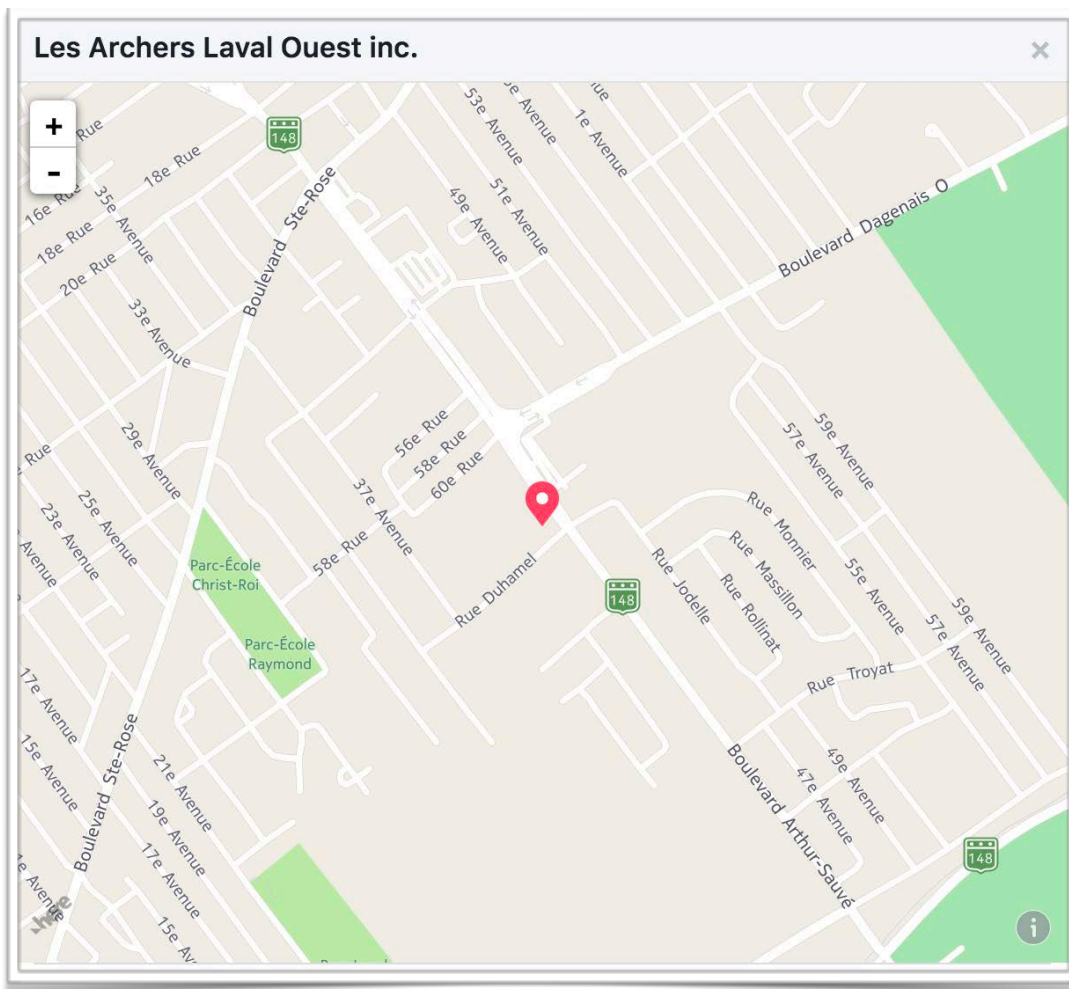 Les Archers Laval Ouest inc.
×
+
-
Rue
18e Rue
16e Rue
35e Avenue
18e Rue
20e Rue
33e Avenue
Boulevard Ste-Rose
148
53e Avenue
Avenue
1e Avenue
49e Avenue
51e Avenue
Boulevard Dagenais O
29e Avenue
25e Avenue
23e Avenue
Rue
Avenue
56e Rue
58e Rue
60e Rue
37e Avenue
58e Rue
57e Avenue
59e Avenue
Parc-École
Christ-Roi
Parc-École
Raymond
Rue Duhamel
148
Rue Jodelle
Rue Monnier
Rue Massillon
Rue Rollinat
55e Avenue
59e Avenue
57e Avenue
Rue Troyat
17e Avenue
15e Avenue
Boulevard Ste-Rose
21e Avenue
19e Avenue
17e Avenue
15e Av
1e Avenue
Boulevard Arthur-Sauvé
47e Avenue
49e Avenue
148
here
i